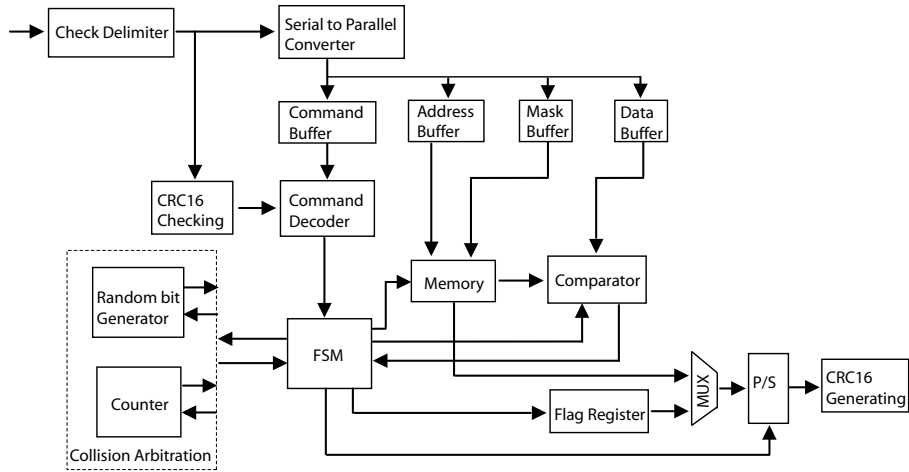 Check Delimiter
Serial to Parallel
Converter
Command
Buffer
Address
Buffer
Mask
Buffer
Data
Buffer
CRC16
Checking
Command
Decoder
Random bit
Generator
Memory
Comparator
FSM
Counter
Flag Register
MUX
P/S
CRC16
Generating
Collision Arbitration